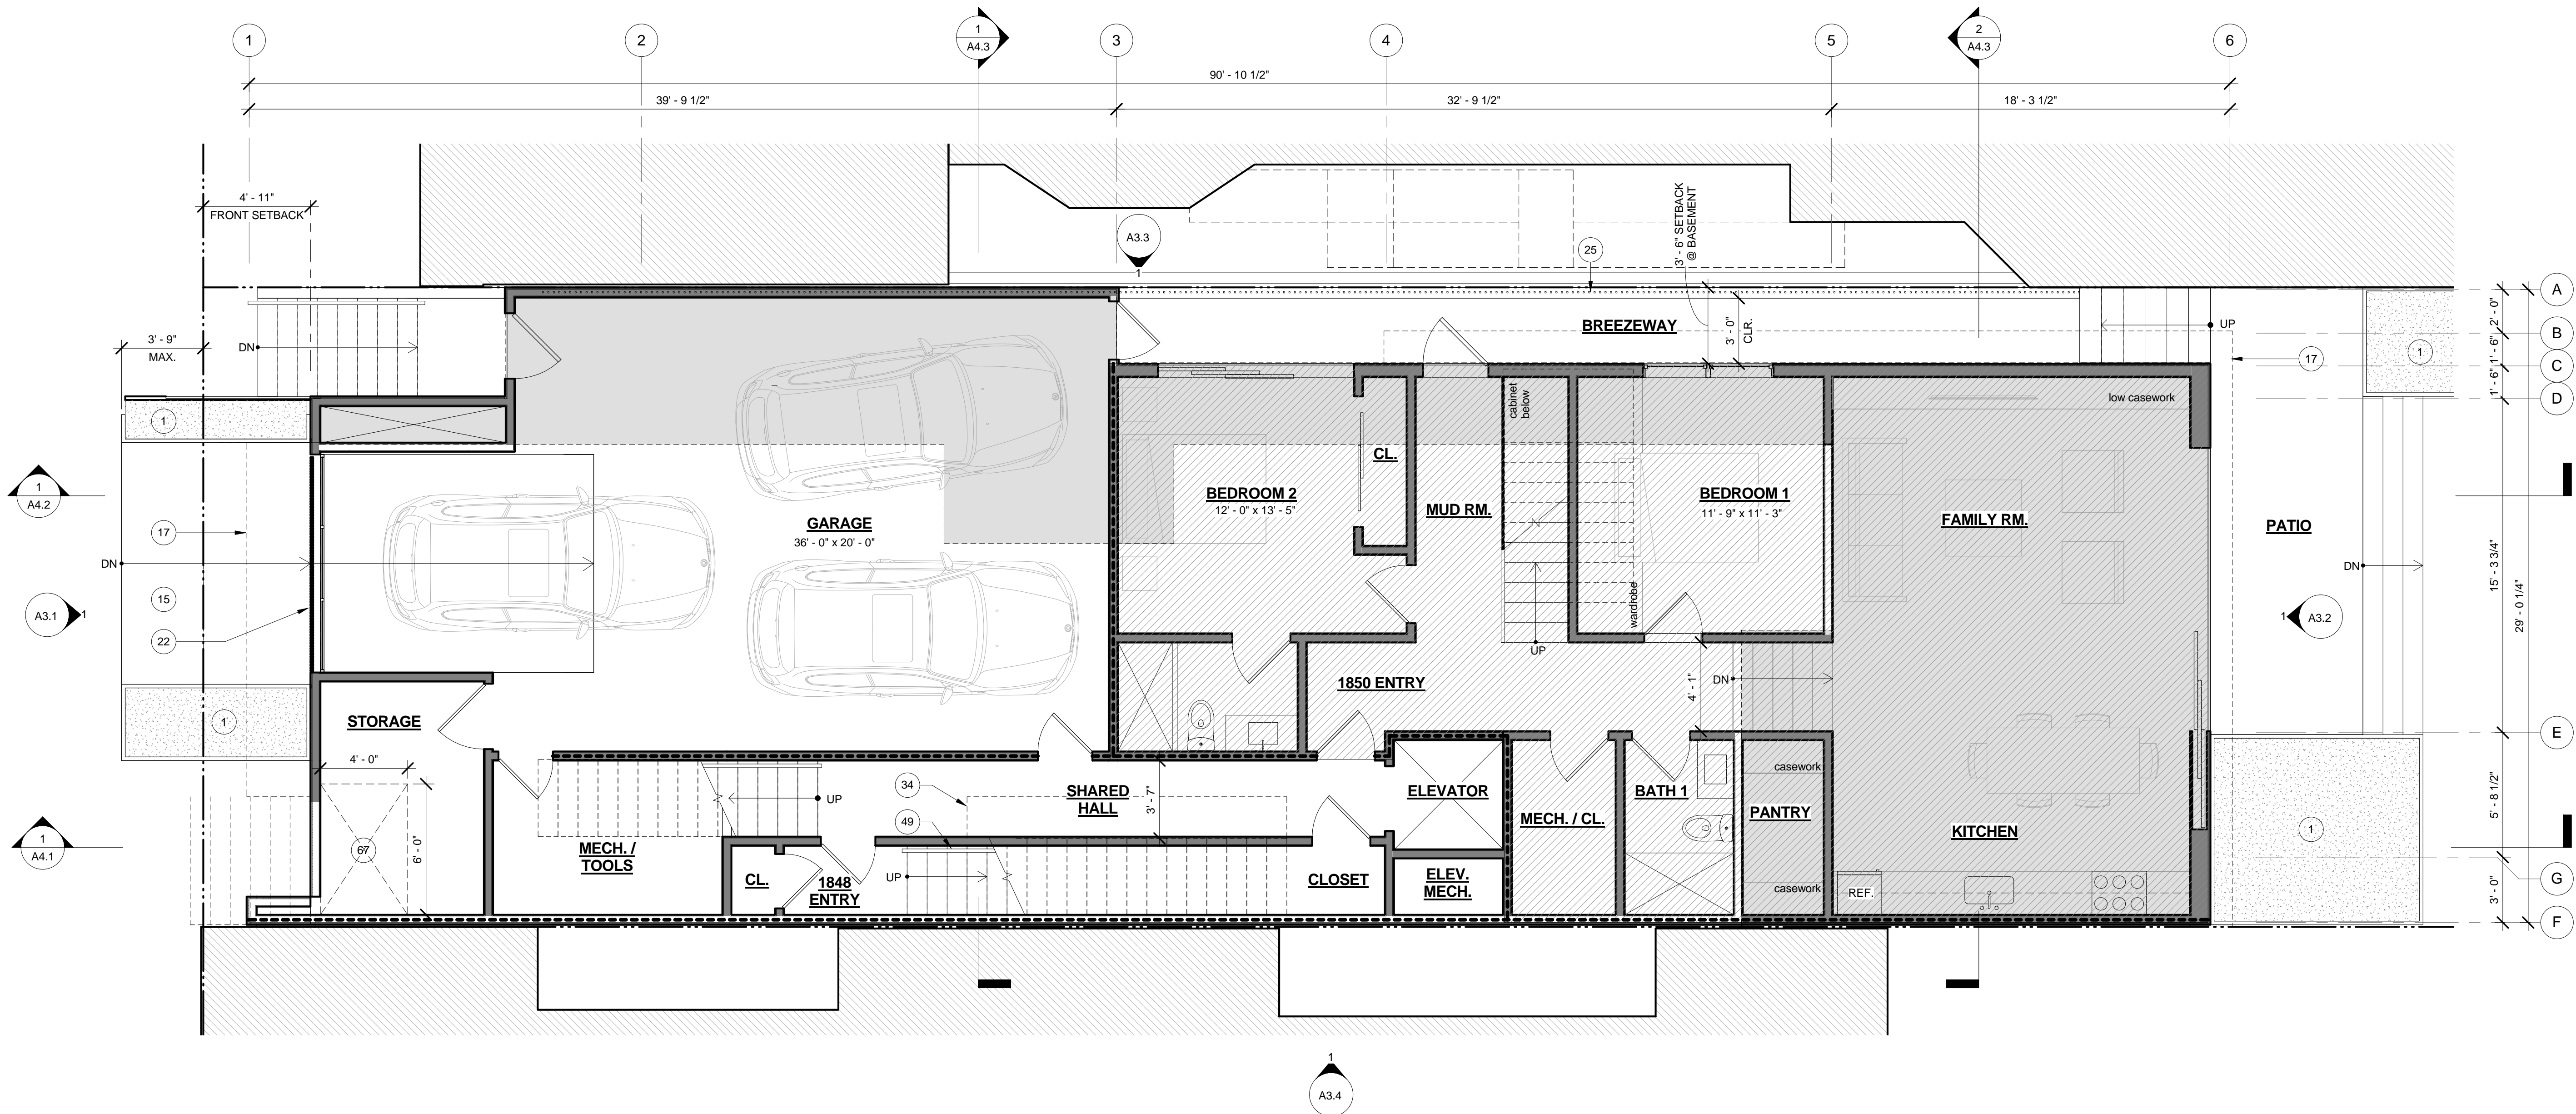 1
2
1
A4.3
3
4
5
2
A4.3
6
90' - 10 1/2"
39' - 9 1/2"
32' - 9 1/2"
18' - 3 1/2"
4' - 11"
FRONT SETBACK
3' - 6" SETBACK
@ BASEMENT
A3.3
1
25
A
2' - 0"
B
1' - 6"
C
1' - 6"
D
BREEZEWAY
3' - 0"
CLR.
UP
17
1
3' - 9"
MAX.
DN
1
cabinet
below
low casework
CL.
1
A4.2
BEDROOM 2
12' - 0" x 13' - 5"
MUD RM.
BEDROOM 1
11' - 9" x 11' - 3"
GARAGE
36' - 0" x 20' - 0"
FAMILY RM.
PATIO
17
DN
15
DN
15' - 3 3/4"
29' - 0 1/4"
wardrobe
A3.1
1
22
1
A3.2
UP
1850 ENTRY
4' - 1"
DN
STORAGE
1
E
4' - 0"
34
SHARED
HALL
3' - 7"
ELEVATOR
casework
UP
49
MECH. / CL.
BATH 1
PANTRY
KITCHEN
1
5' - 8 1/2"
1
A4.1
67
6' - 0"
MECH. /
TOOLS
CL.
1848
ENTRY
UP
CLOSET
ELEV.
MECH.
casework
REF.
G
3' - 0"
F
1
A3.4